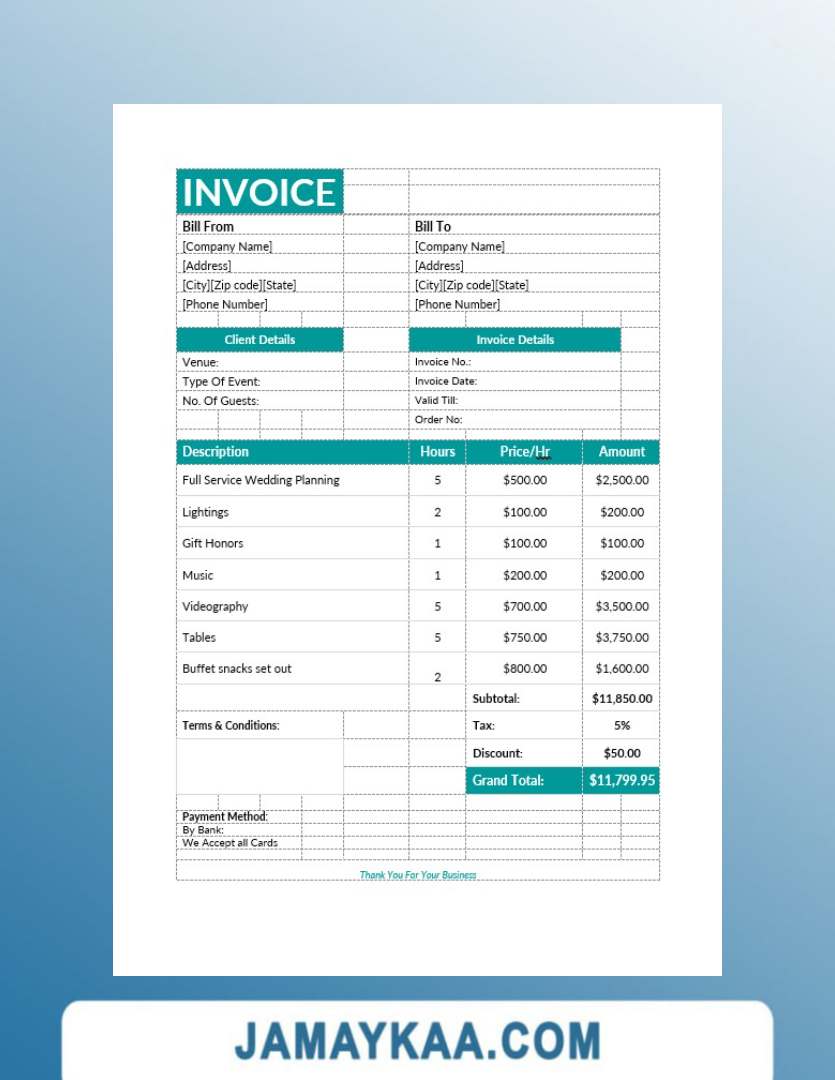 INVOICE
Bill From Bill To
[Company Name] [Company Name]
[Address] [Address]
[City][Zip code][State] [City][Zip code][State]
[Phone Number] [Phone Number]
Client Details Invoice Details
Venue: Invoice No.:
Type Of Event: Invoice Date:
No. Of Guests: Valid Till:
Order No:
Description Hours Price/Hr Amount
Full Service Wedding Planning 5 $500.00 $2,500.00
Lightings 2 $100.00 $200.00
Gift Honors 1 $100.00 $100.00
Music 1 $200.00 $200.00
Videography 5 $700.00 $3,500.00
Tables 5 $750.00 $3,750.00
Buffet snacks set out 2 $800.00 $1,600.00
Subtotal: $11,850.00
Terms & Conditions: Tax: 5%
Discount: $50.00
Grand Total: $11,799.95
Payment Method:
By Bank:
We Accept all Cards
Thank You For Your Business
JAMAYKAA.COM